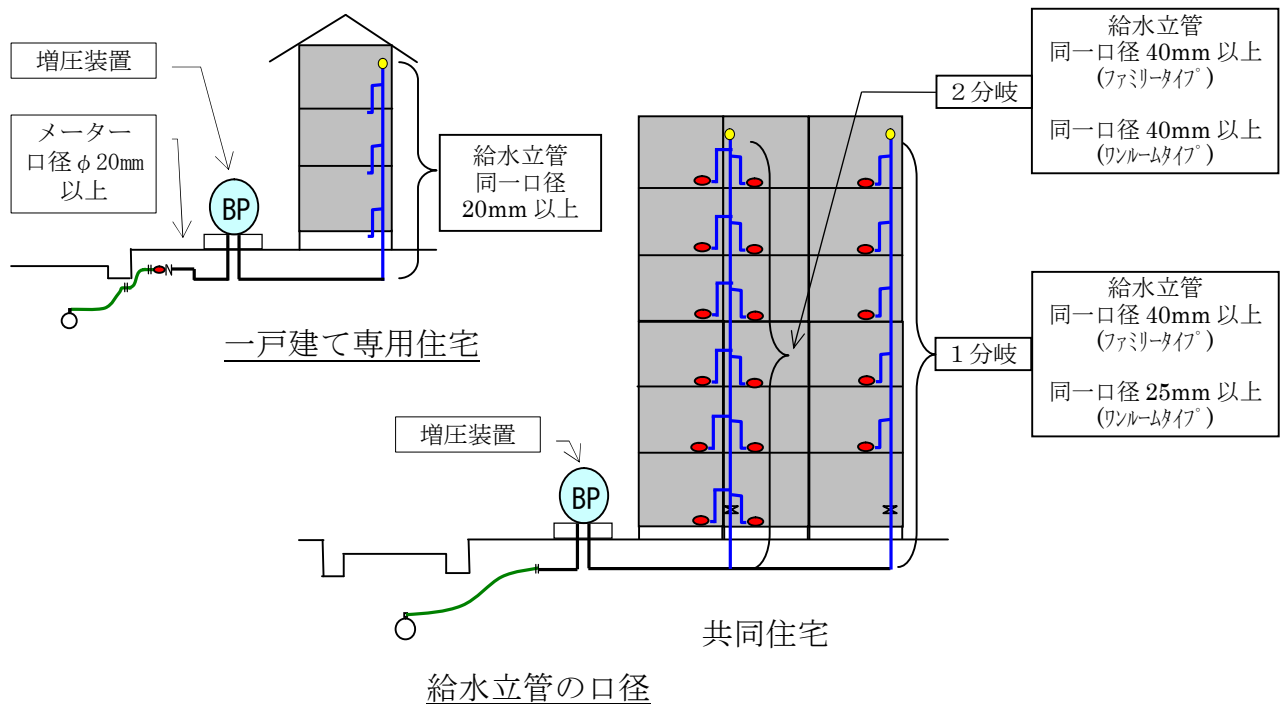 増圧装置
メーター
口径φ20㎜
以上
BP
給水立管
同一口径
20mm 以上
一戸建て専用住宅
2分岐
給水立管
同一口径 40mm 以上
(ﾌｧﾐﾘｰﾀｲﾌﾟ)
同一口径 40mm 以上
(ﾜﾝﾙｰﾑﾀｲﾌﾟ)
1分岐
給水立管
同一口径 40mm 以上
(ﾌｧﾐﾘｰﾀｲﾌﾟ)
同一口径 25mm 以上
(ﾜﾝﾙｰﾑﾀｲﾌﾟ)
増圧装置
BP
共同住宅
給水立管の口径